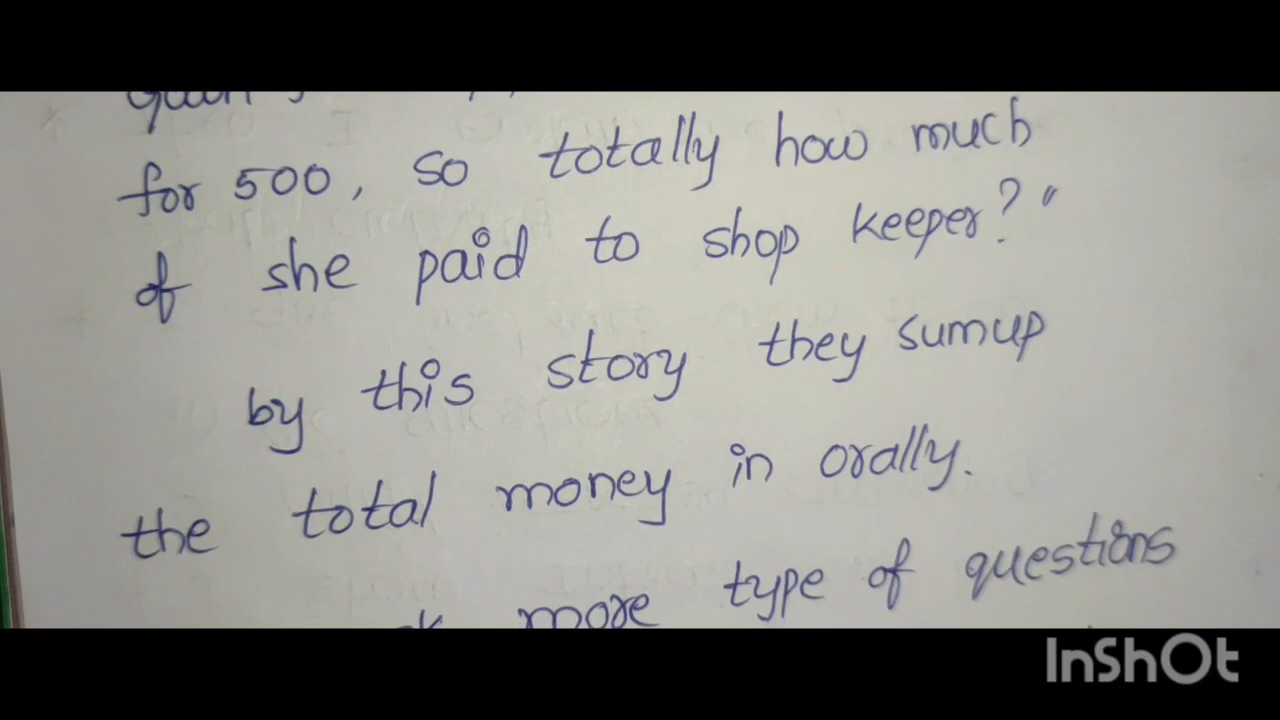 for 500, so totally how much
of she paid to shop keeper?"
by this story they sumup
the total money in orally.
more type of questions
InShOt